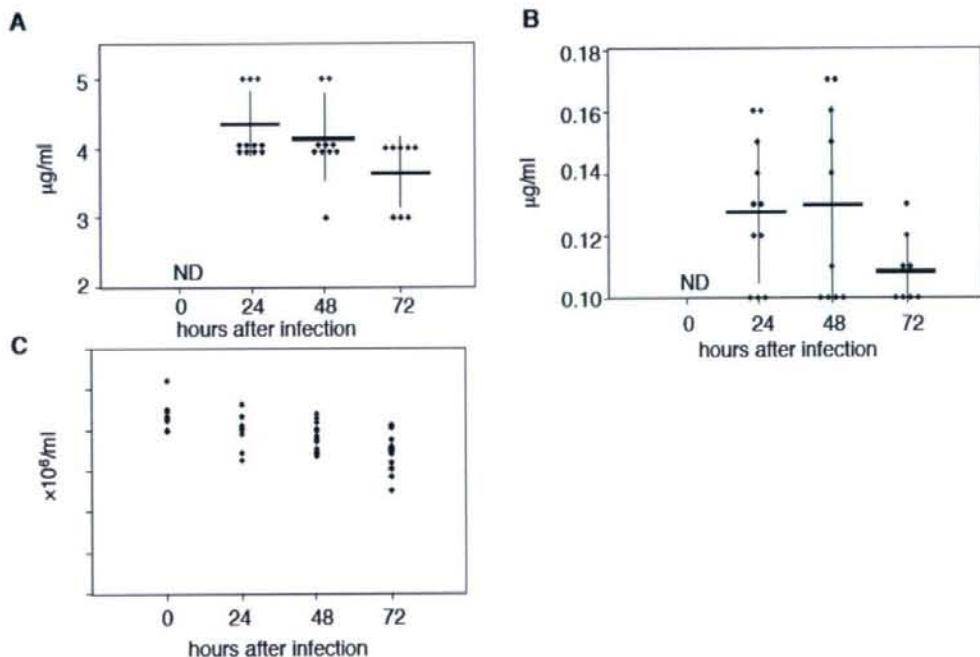 A
µg/ml
5
4
3
2
ND
0 24 48 72
hours after infection
B
µg/ml
0.18
0.16
0.14
0.12
0.10
ND
0 24 48 72
hours after infection
C
×10⁶/ml
0 24 48 72
hours after infection